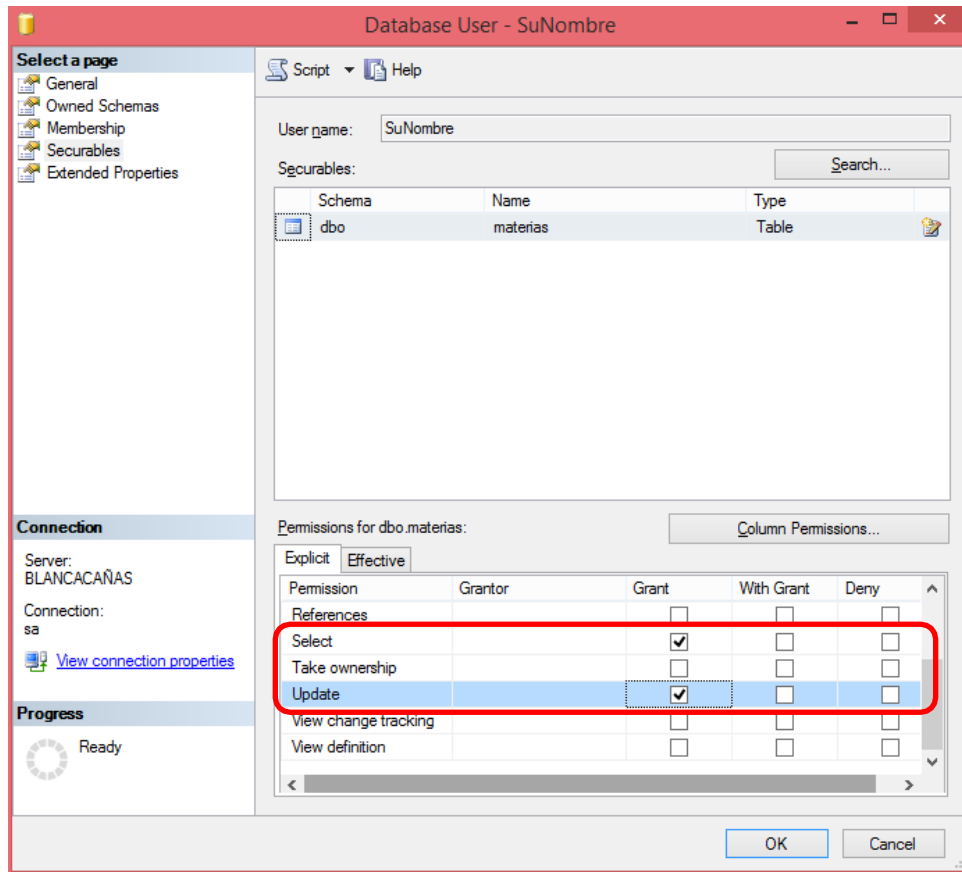 Database User - SuNombre
Select a page
General
Owned Schemas
Membership
Securables
Extended Properties
Script Help
User name: SuNombre
Securables: Search...
Schema Name Type
dbo materias Table
Connection
Server:
BLANCACAÑAS
Connection:
sa
View connection properties
Progress
Ready
Permissions for dbo.materias: Column Permissions...
Explicit Effective
Permission Grantor Grant With Grant Deny
References
Select
Take ownership
Update
View change tracking
View definition
OK Cancel